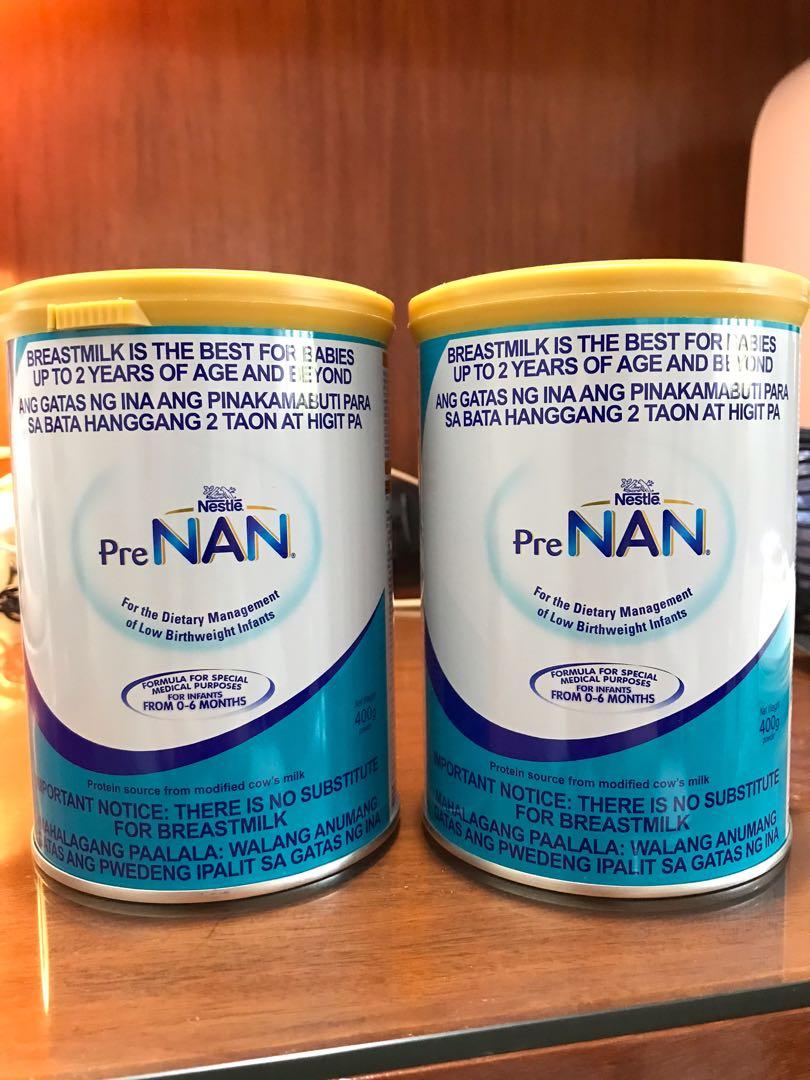 BREASTMILK IS THE BEST FOR BABIES
UP TO 2 YEARS OF AGE AND BEYOND
ANG GATAS NG INA ANG PINAKAMABUTI PARA
SA BATA HANGGANG 2 TAON AT HIGIT PA
Nestlé
Pre NAN®
For the Dietary Management
of Low Birthweight Infants
FORMULA FOR SPECIAL
MEDICAL PURPOSES
FOR INFANTS
FROM 0-6 MONTHS
Net Weight
400g
powder
Protein source from modified cow's milk
IMPORTANT NOTICE: THERE IS NO SUBSTITUTE
FOR BREASTMILK
MAHALAGANG PAALALA: WALANG ANUMANG
GATAS ANG PWEDENG IPALIT SA GATAS NG INA
BREASTMILK IS THE BEST FOR BABIES
UP TO 2 YEARS OF AGE AND BEYOND
ANG GATAS NG INA ANG PINAKAMABUTI PARA
SA BATA HANGGANG 2 TAON AT HIGIT PA
Nestlé
Pre NAN®
For the Dietary Management
of Low Birthweight Infants
FORMULA FOR SPECIAL
MEDICAL PURPOSES
FOR INFANTS
FROM 0-6 MONTHS
Net Weight
400g
powder
Protein source from modified cow's milk
IMPORTANT NOTICE: THERE IS NO SUBSTITUTE
FOR BREASTMILK
MAHALAGANG PAALALA: WALANG ANUMANG
GATAS ANG PWEDENG IPALIT SA GATAS NG INA